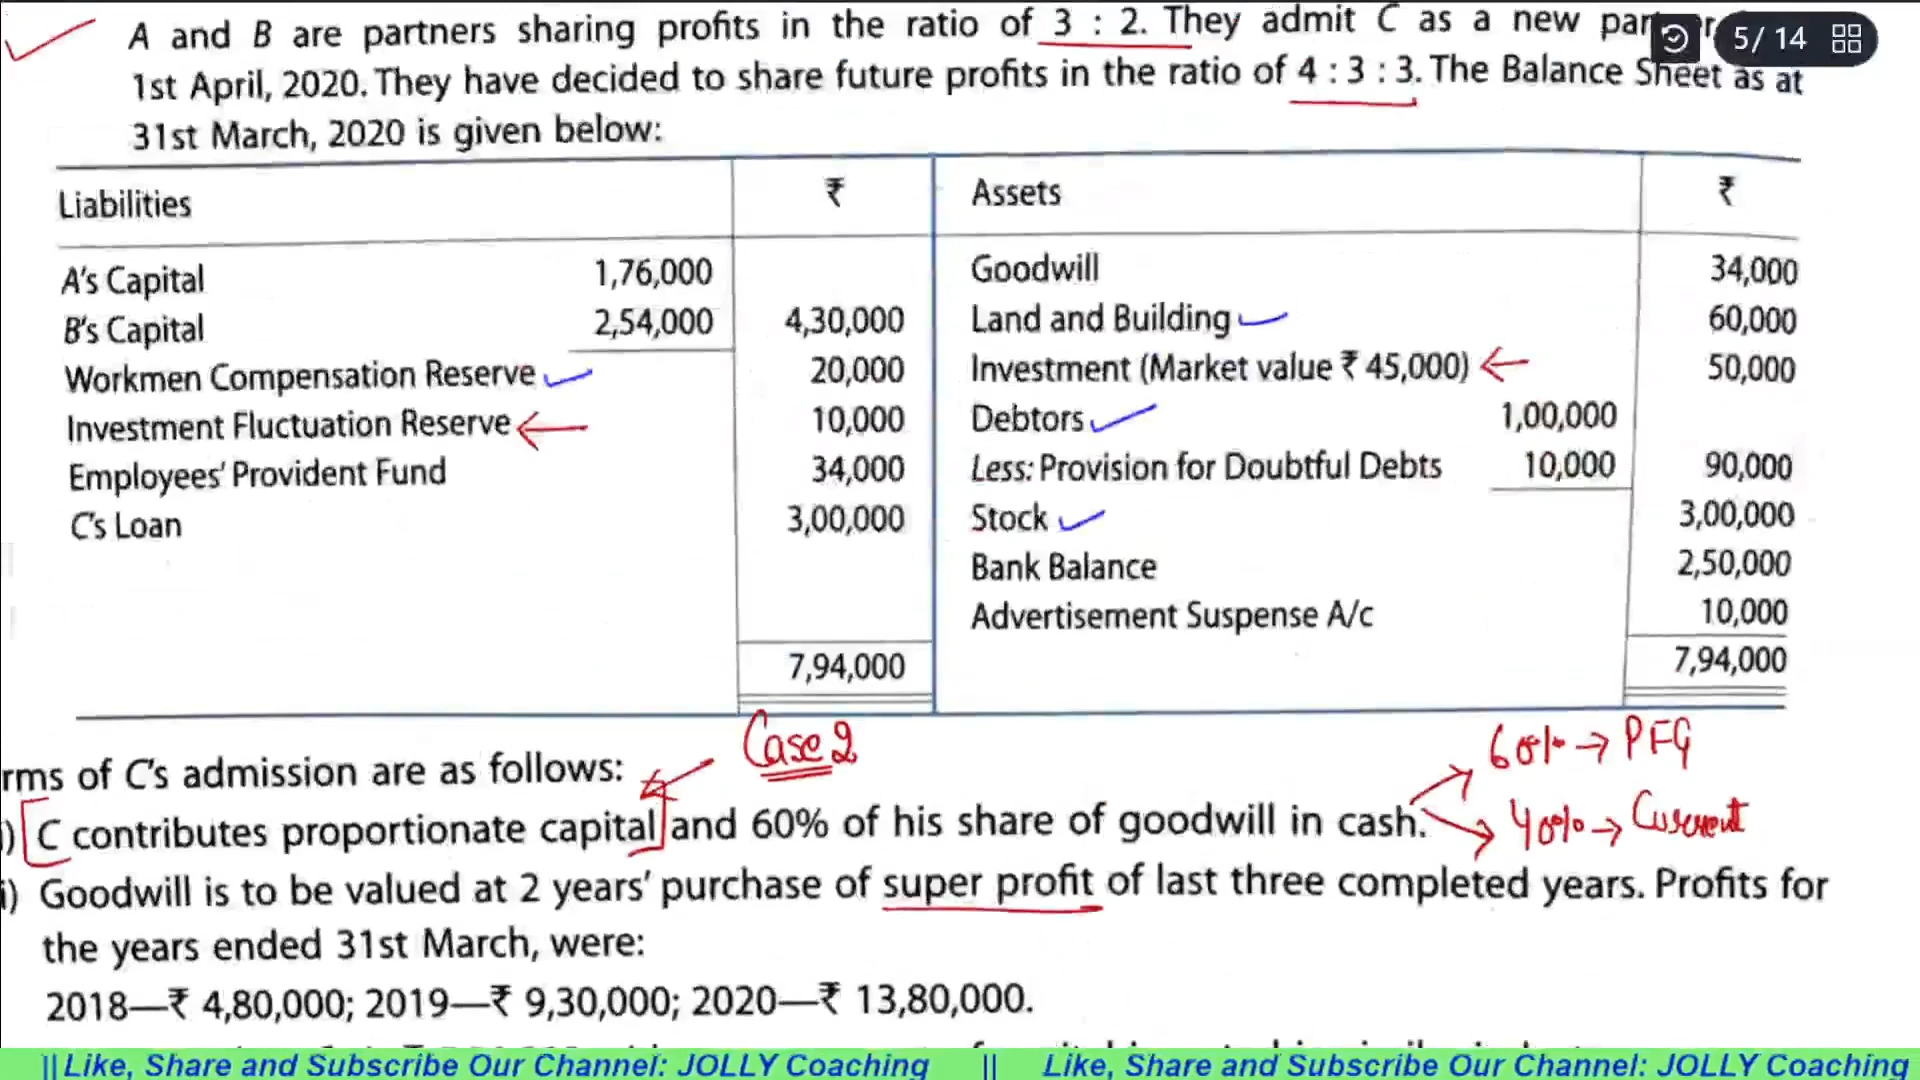 A and B are partners sharing profits in the ratio of 3 : 2. They admit C as a new
5/ 14
1st April, 2020. They have decided to share future profits in the ratio of 4 : 3 : 3. The Balance Sheet as at
31st March, 2020 is given below:
Liabilities ₹ Assets ₹
A's Capital 1,76,000 Goodwill 34,000
B's Capital 2,54,000 4,30,000 Land and Building 60,000
Workmen Compensation Reserve 20,000 Investment (Market value ₹ 45,000) 50,000
Investment Fluctuation Reserve 10,000 Debtors 1,00,000
Employees' Provident Fund 34,000 Less: Provision for Doubtful Debts 10,000 90,000
C's Loan 3,00,000 Stock 3,00,000
Bank Balance 2,50,000
Advertisement Suspense A/c 10,000
7,94,000 7,94,000
Case 2
60% → PFG
rms of C's admission are as follows:
i) C contributes proportionate capital and 60% of his share of goodwill in cash.
40% → Current
i) Goodwill is to be valued at 2 years' purchase of super profit of last three completed years. Profits for
the years ended 31st March, were:
2018—₹ 4,80,000; 2019—₹ 9,30,000; 2020—₹ 13,80,000.
|| Like, Share and Subscribe Our Channel: JOLLY Coaching || Like, Share and Subscribe Our Channel: JOLLY Coaching